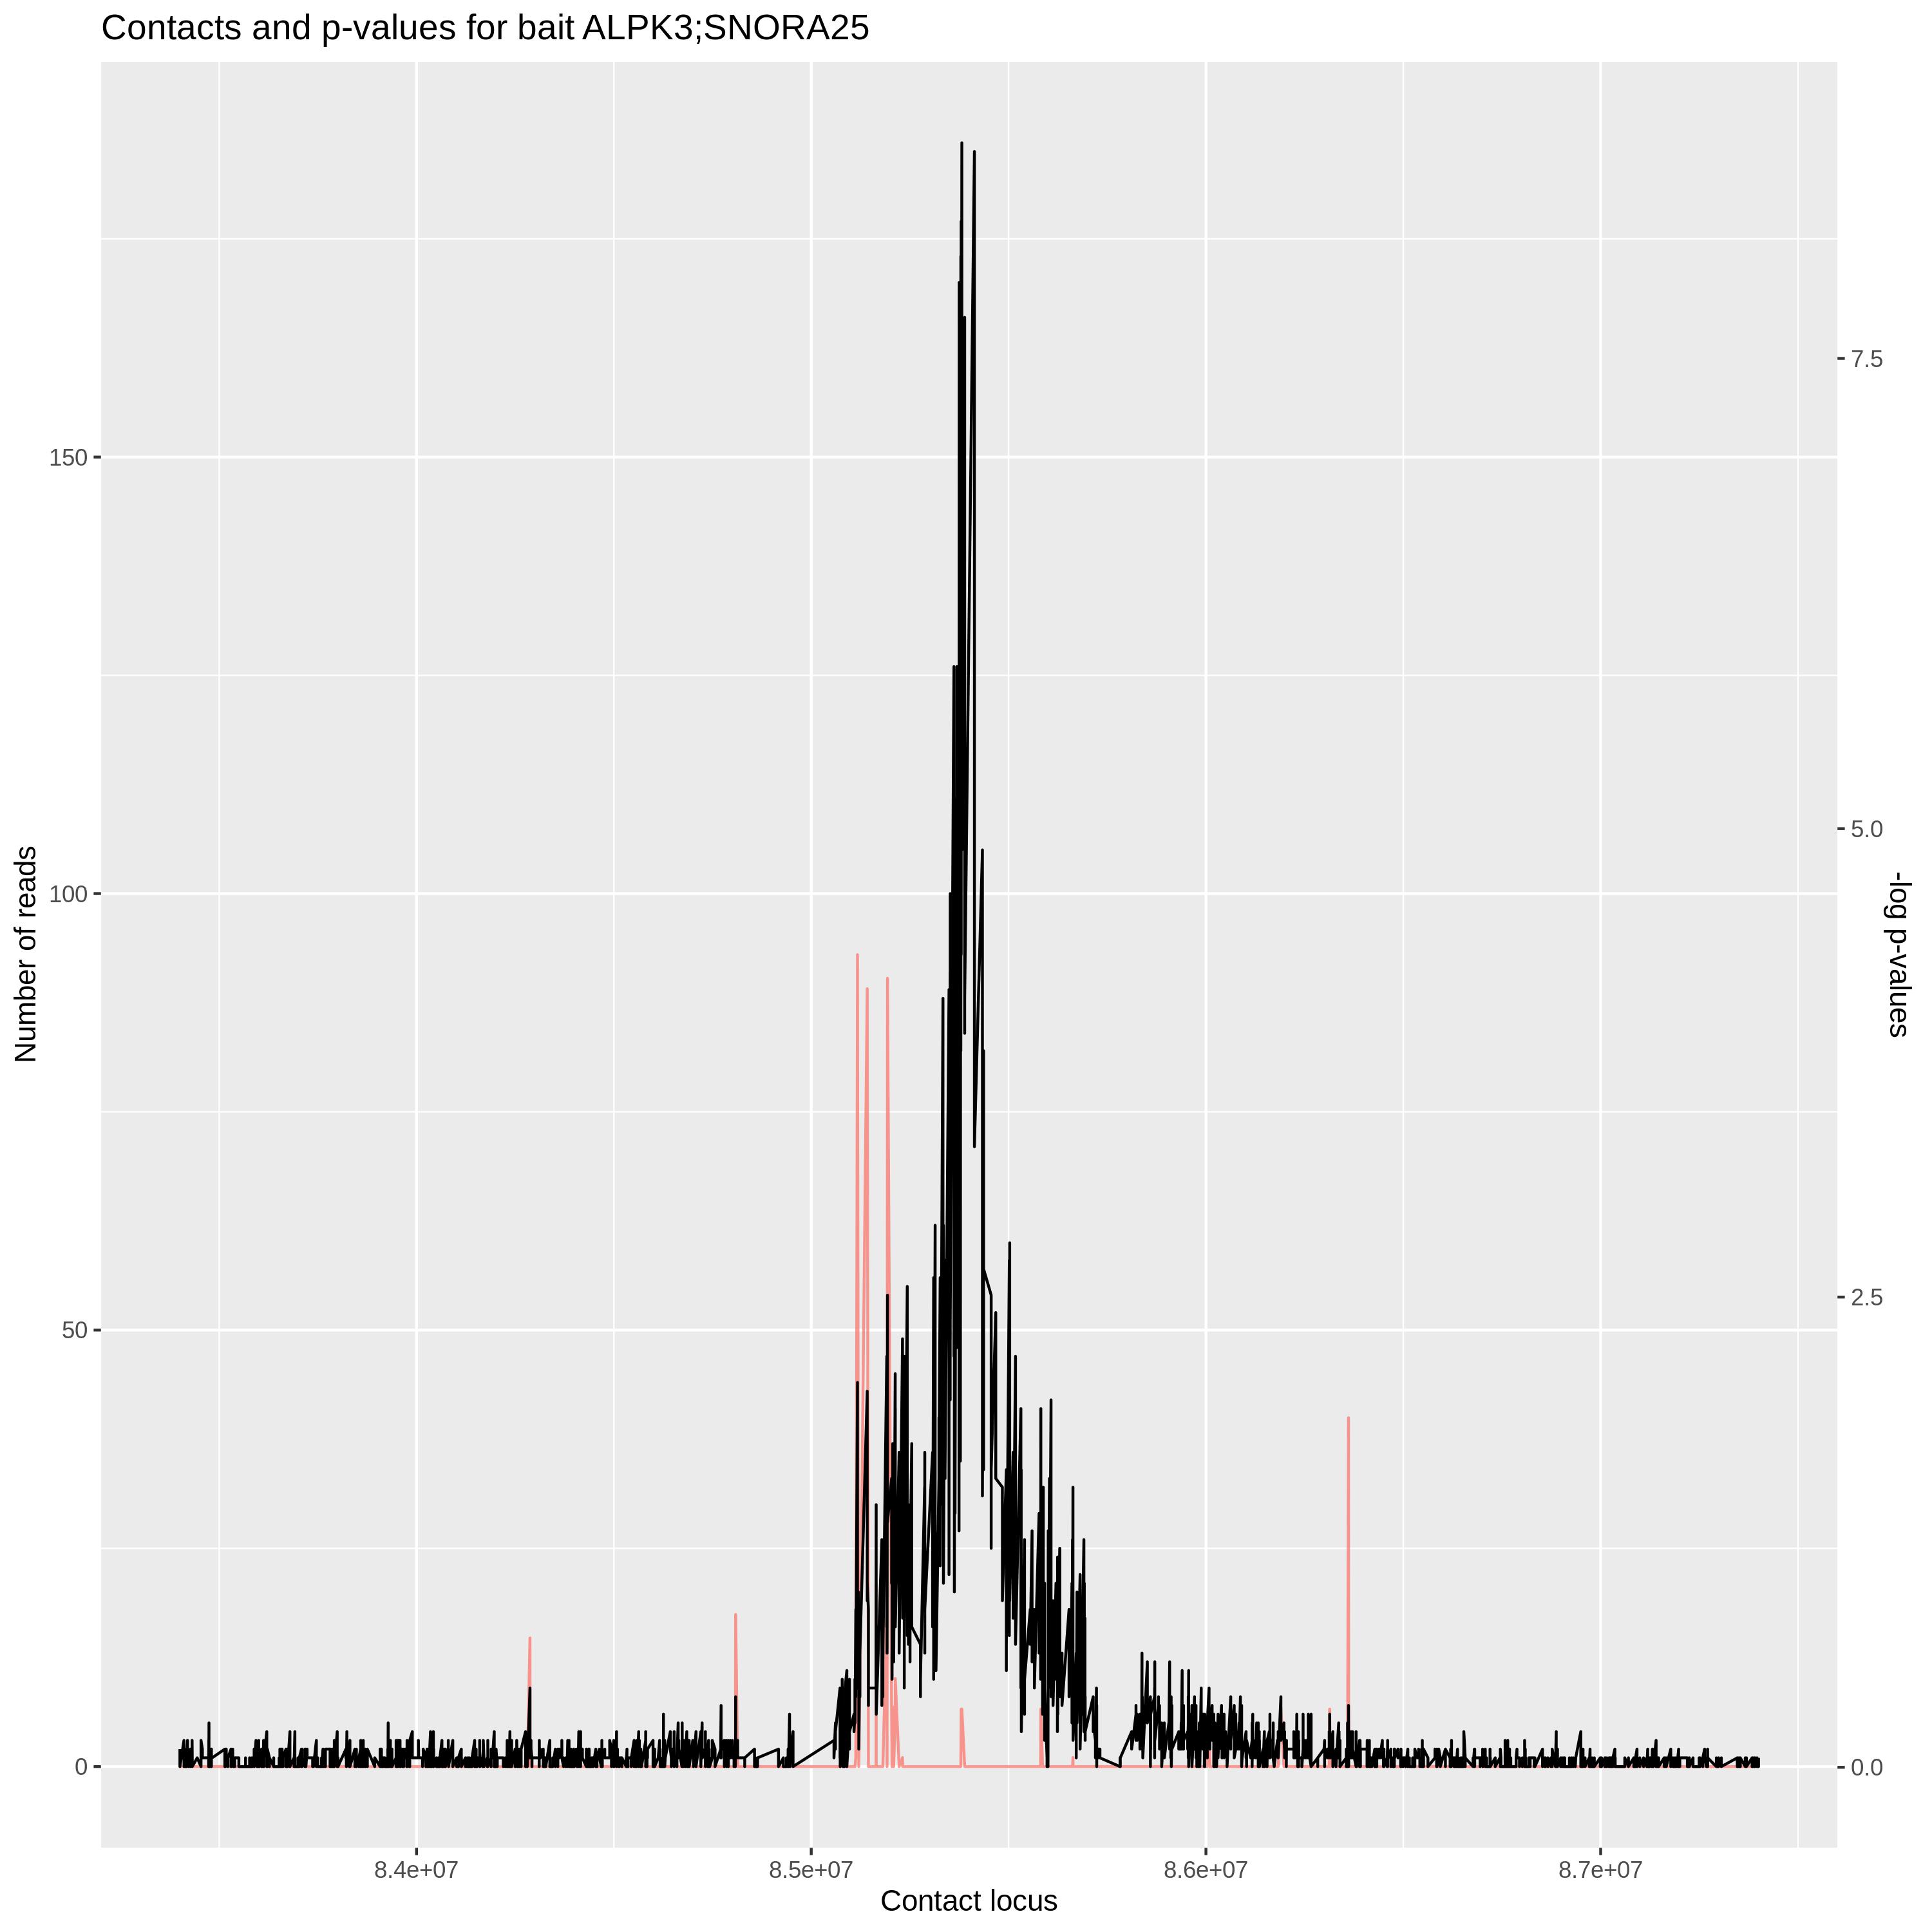 Contacts and p-values for bait ALPK3;SNORA25
Number of reads
150
100
50
0
7.5
5.0
2.5
0.0
-log p-values
8.4e+07 8.5e+07 8.6e+07 8.7e+07
Contact locus